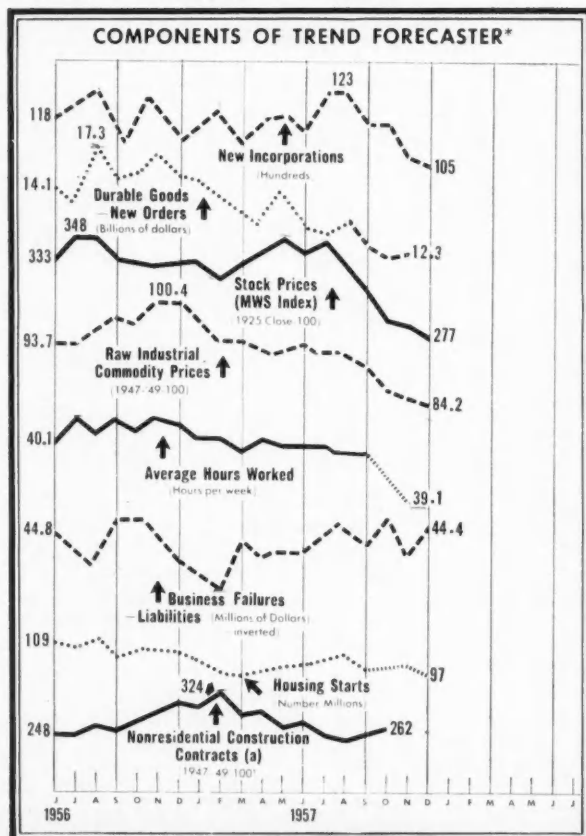 COMPONENTS OF TREND FORECASTER*
123
118
New Incorporations
(Hundreds)
105
17.3
14.1
Durable Goods
—New Orders
(Billions of dollars)
12.3
348
333
Stock Prices
(MWS Index)
(1925 Close-100)
277
100.4
93.7
Raw Industrial
Commodity Prices
(1947-'49-100)
84.2
40.1
Average Hours Worked
(Hours per week)
39.1
44.8
44.4
Business Failures
—Liabilities (Millions of Dollars)
—inverted)
109
97
Housing Starts
(Number Millions)
324
248
262
Nonresidential Construction
Contracts (a)
1947-'49-100'
J J A S O N D J F M A M J J A S O N D J F M A M J J
1956 1957